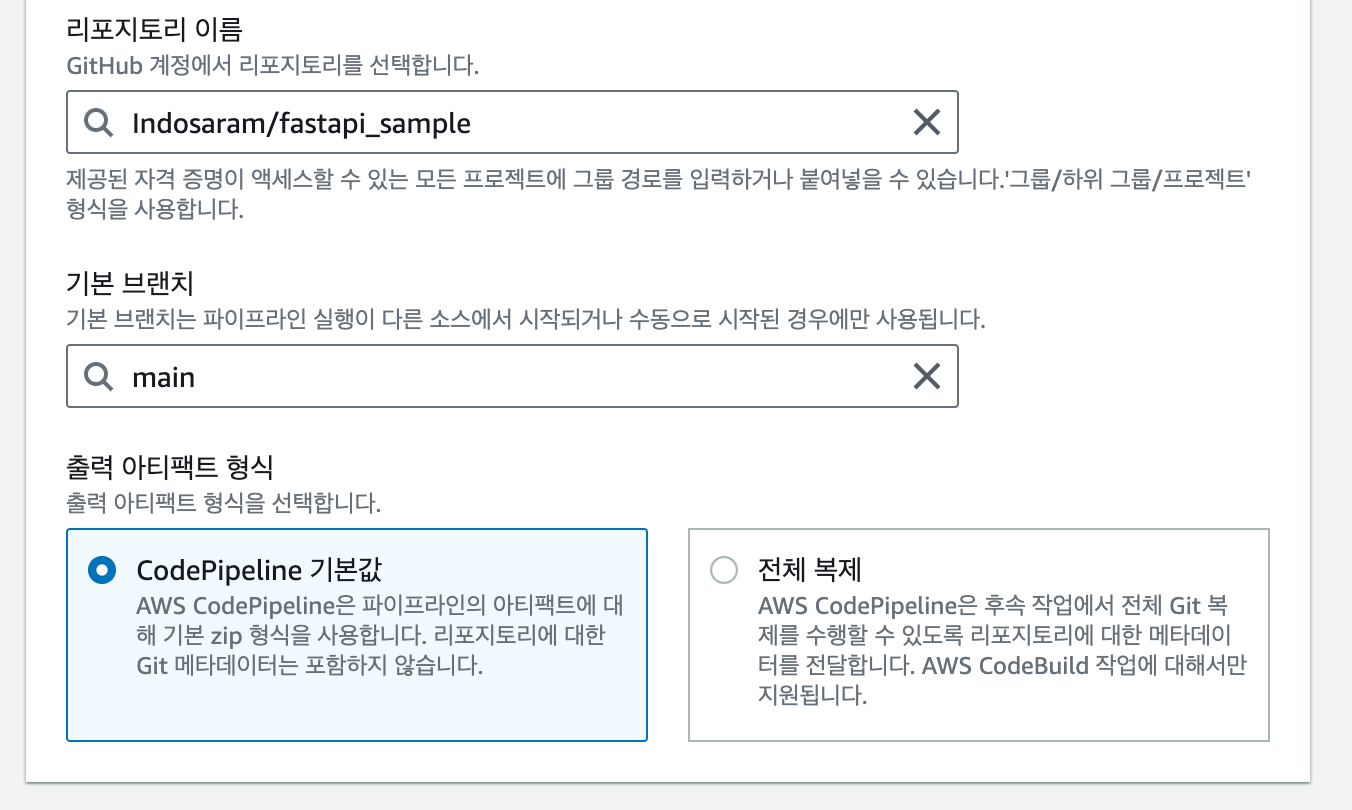 리포지토리 이름
GitHub 계정에서 리포지토리를 선택합니다.
Indosaram/fastapi_sample
제공된 자격 증명이 액세스할 수 있는 모든 프로젝트에 그룹 경로를 입력하거나 붙여넣을 수 있습니다.'그룹/하위 그룹/프로젝트'
형식을 사용합니다.
기본 브랜치
기본 브랜치는 파이프라인 실행이 다른 소스에서 시작되거나 수동으로 시작된 경우에만 사용됩니다.
main
출력 아티팩트 형식
출력 아티팩트 형식을 선택합니다.
CodePipeline 기본값
AWS CodePipeline은 파이프라인의 아티팩트에 대
해 기본 zip 형식을 사용합니다. 리포지토리에 대한
Git 메타데이터는 포함하지 않습니다.
전체 복제
AWS CodePipeline은 후속 작업에서 전체 Git 복
제를 수행할 수 있도록 리포지토리에 대한 메타데이
터를 전달합니다. AWS CodeBuild 작업에 대해서만
지원됩니다.